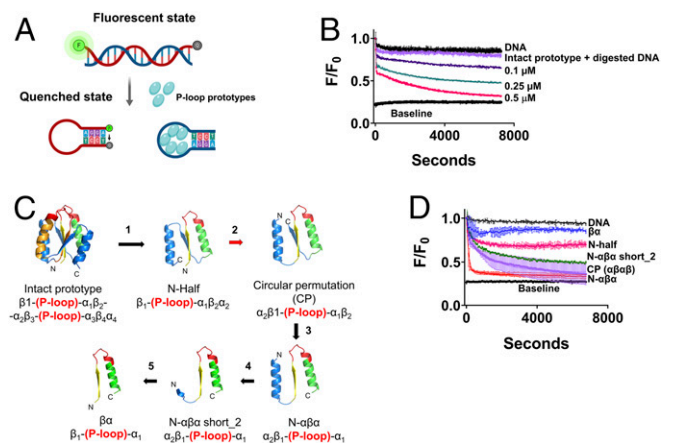 A
Fluorescent state
F
Quenched state
P-loop prototypes
B
F/F₀
1.0
0.5
0.0
DNA
Intact prototype + digested DNA
0.1 μM
0.25 μM
0.5 μM
Baseline
0
4000
8000
Seconds
C
N
C
Intact prototype
β1-(P-loop)-α₁β₂-
-α₂β₃-(P-loop)-α₃β₄α₄
1
N
C
N-Half
β₁-(P-loop)-α₁β₂α₂
2
N
C
Circular permutation
(CP)
α₂β1-(P-loop)-α₁β₂
3
N
C
N-αβα
α₂β₁-(P-loop)-α₁
4
N
C
N-αβα short_2
α₂β₁-(P-loop)-α₁
5
N
C
βα
β₁-(P-loop)-α₁
D
F/F₀
1.0
0.5
0.0
DNA
βα
N-half
N-αβα short_2
CP (αβαβ)
N-αβα
Baseline
0
4000
8000
Seconds